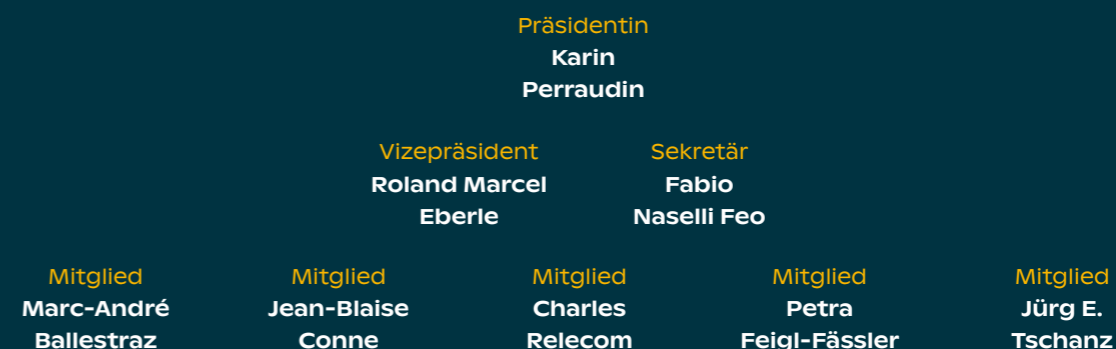 Präsidentin
Karin
Perraudin
Vizepräsident
Roland Marcel
Eberle
Sekretär
Fabio
Naselli Feo
Mitglied
Marc-André
Ballestraz
Mitglied
Jean-Blaise
Conne
Mitglied
Charles
Relecom
Mitglied
Petra
Feigl-Fässler
Mitglied
Jürg E.
Tschanz